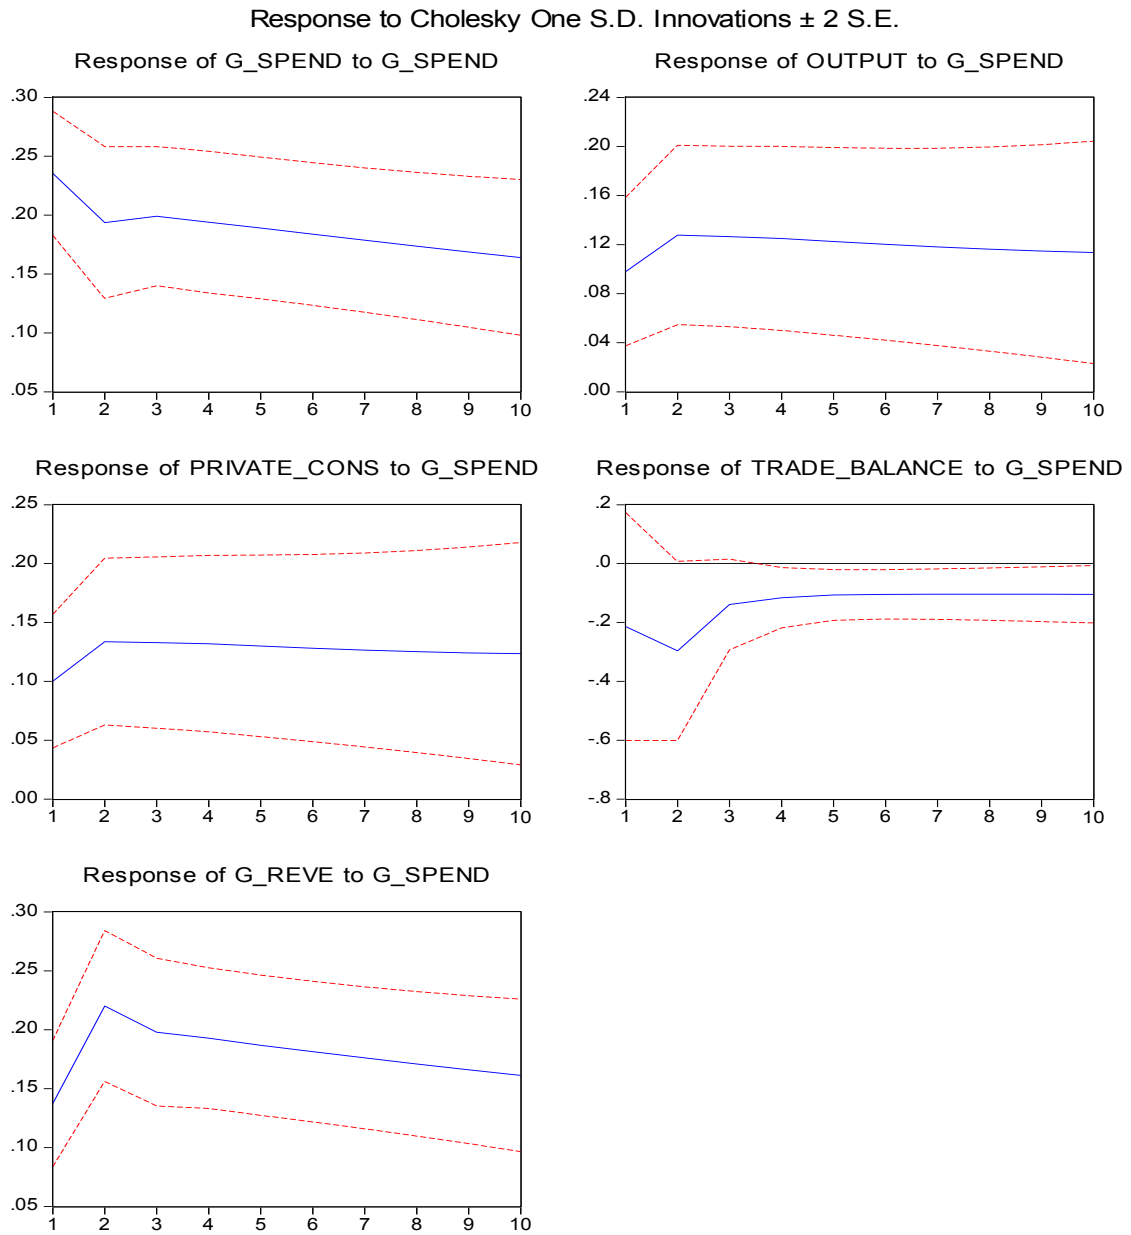 Response to Cholesky One S.D. Innovations ± 2 S.E.
Response of G_SPEND to G_SPEND
.30
.25
.20
.15
.10
.05
1 2 3 4 5 6 7 8 9 10
Response of OUTPUT to G_SPEND
.24
.20
.16
.12
.08
.04
.00
1 2 3 4 5 6 7 8 9 10
Response of PRIVATE_CONS to G_SPEND
.25
.20
.15
.10
.05
.00
1 2 3 4 5 6 7 8 9 10
Response of TRADE_BALANCE to G_SPEND
.2
.0
-.2
-.4
-.6
-.8
1 2 3 4 5 6 7 8 9 10
Response of G_REVE to G_SPEND
.30
.25
.20
.15
.10
.05
1 2 3 4 5 6 7 8 9 10